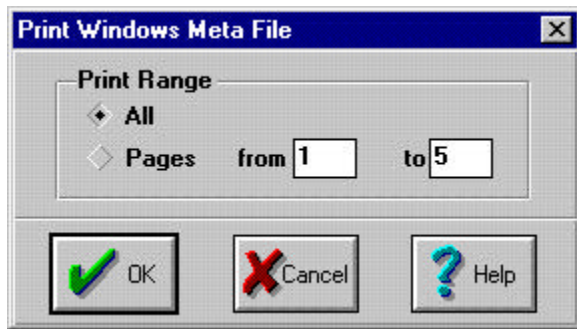 Print Windows Meta File
Print Range
All
Pages from 1 to 5
OK Cancel Help